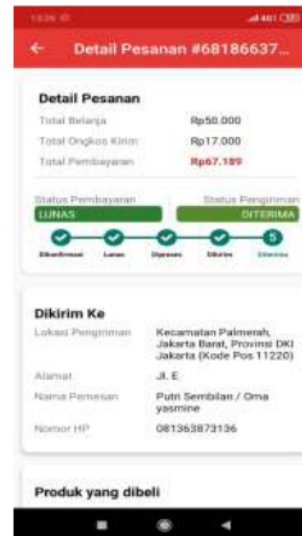 Detail Pesanan #68186637...
Detail Pesanan
Total Belanja Rp50.000
Total Ongkos Kirim Rp17.000
Total Pembayaran Rp67.189
Status Pembayaran Status Pengiriman
LUNAS DITERIMA
5
Dikonfirmasi Lunas Diproses Dikirim Diterima
Dikirim Ke
Lokasi Pengiriman Kecamatan Palmerah,
Jakarta Barat, Provinsi DKI
Jakarta (Kode Pos 11220)
Alamat Jl. E
Nama Pemesan Putri Sembilan / Oma
yasmine
Nomor HP 081363873136
Produk yang dibeli